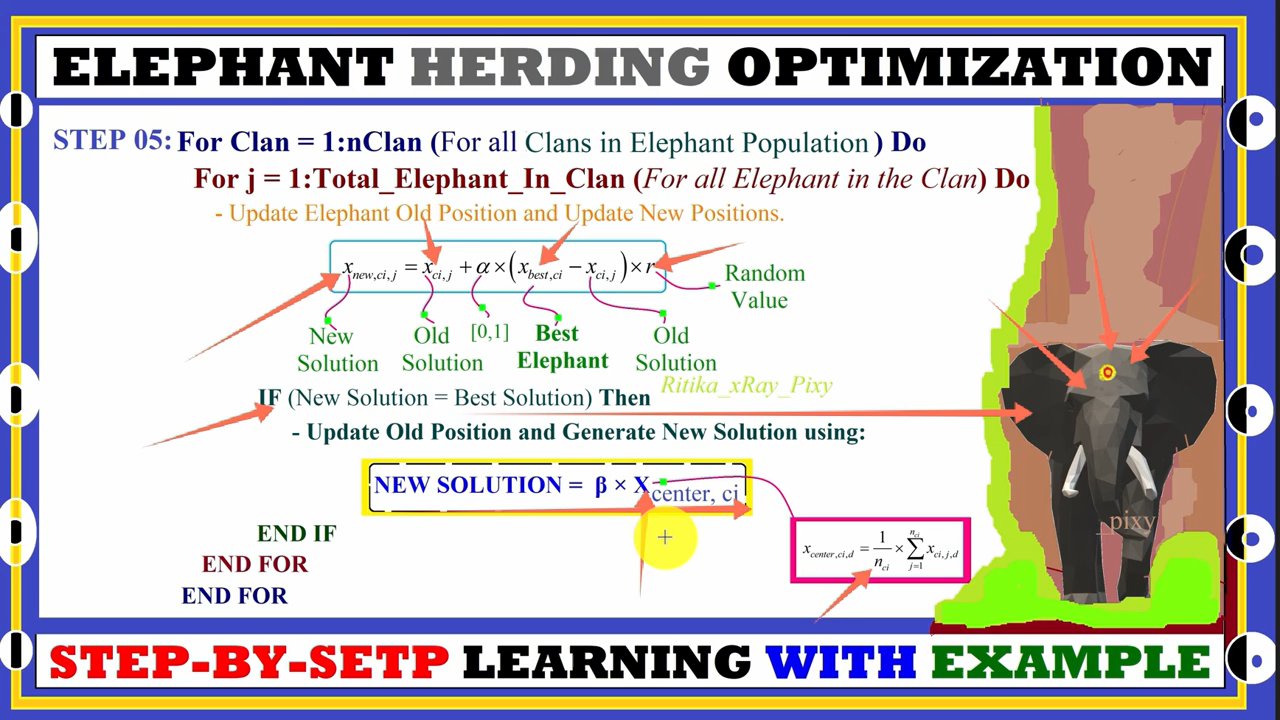 ELEPHANT HERDING OPTIMIZATION
STEP 05: For Clan = 1:nClan (For all Clans in Elephant Population ) Do
For j = 1:Total_Elephant_In_Clan (For all Elephant in the Clan) Do
- Update Elephant Old Position and Update New Positions.
x_{new,ci,j} = x_{ci,j} + α × (x_{best,ci} − x_{ci,j}) × r
Random
Value
New
Solution
Old
Solution
[0,1]
Best
Elephant
Old
Solution
Ritika_xRay_Pixy
IF (New Solution = Best Solution) Then
- Update Old Position and Generate New Solution using:
NEW SOLUTION = β × X_{center, ci}
x_{center,ci,d} = \frac{1}{n_{ci}} × \sum_{j=1}^{n_{ci}} x_{ci,j,d}
pixy
END IF
END FOR
END FOR
STEP-BY-SETP LEARNING WITH EXAMPLE